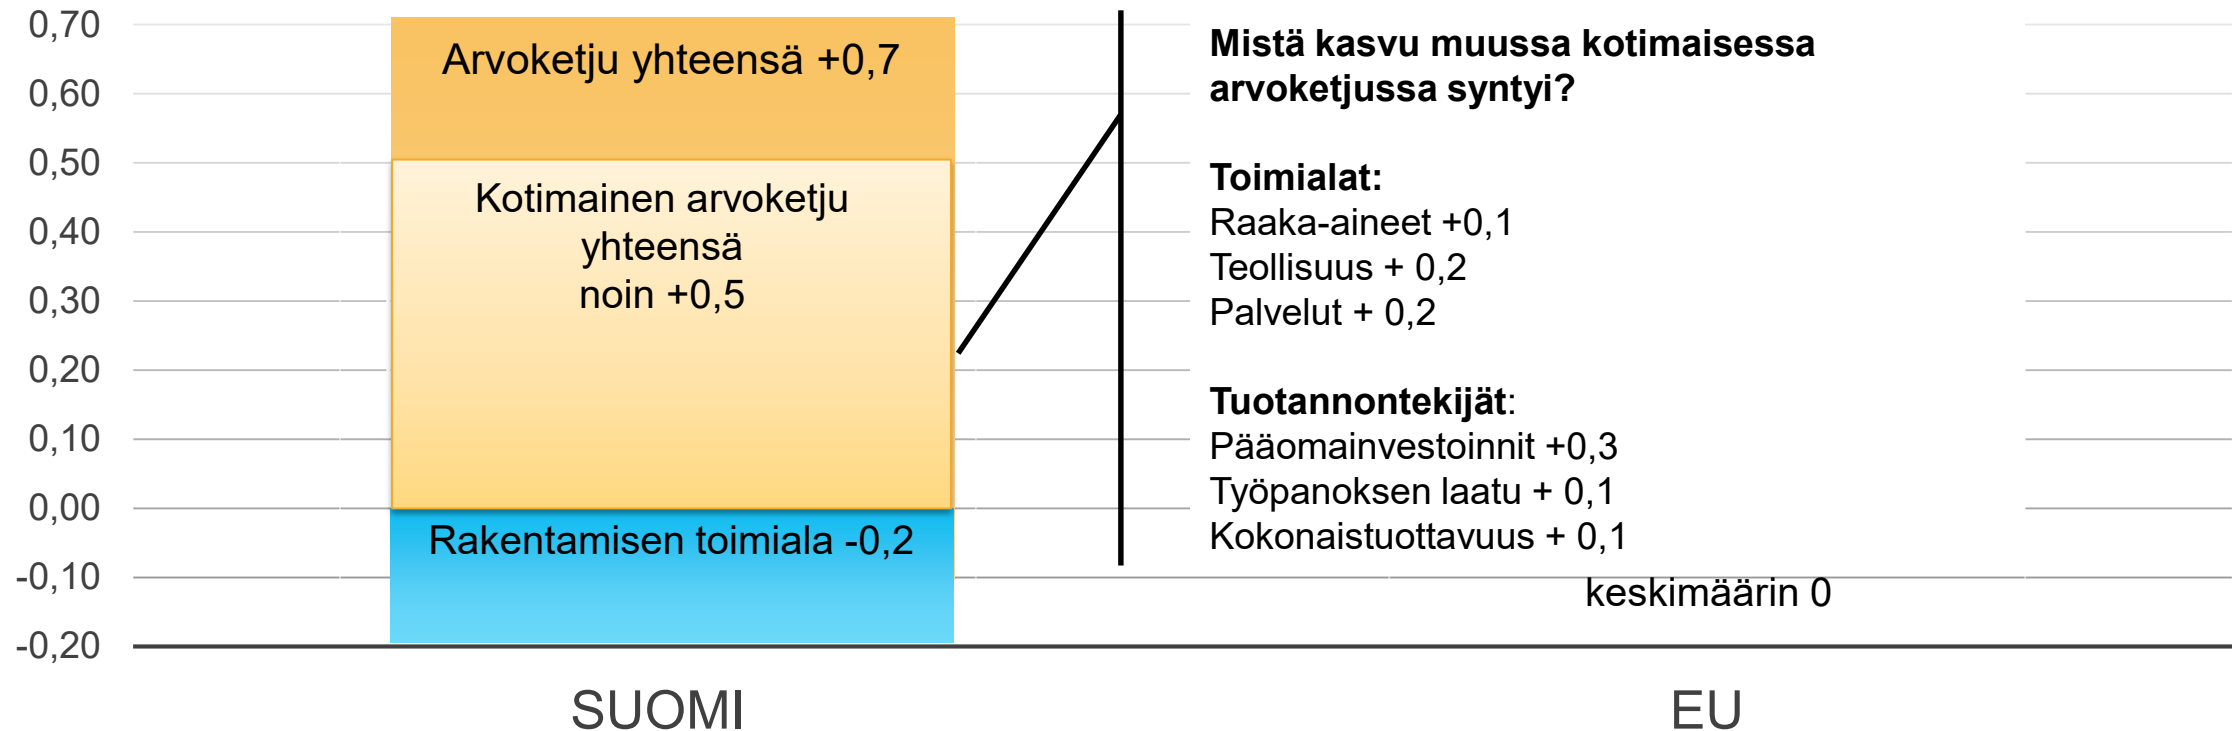 0,70
0,60
0,50
0,40
0,30
0,20
0,10
0,00
-0,10
-0,20
Arvoketju yhteensä +0,7
Kotimainen arvoketju
yhteensä
noin +0,5
Rakentamisen toimiala -0,2
Mistä kasvu muussa kotimaisessa
arvoketjussa syntyi?
Toimialat:
Raaka-aineet +0,1
Teollisuus + 0,2
Palvelut + 0,2
Tuotannontekijät:
Pääomainvestoinnit +0,3
Työpanoksen laatu + 0,1
Kokonaistuottavuus + 0,1
keskimäärin 0
SUOMI
EU